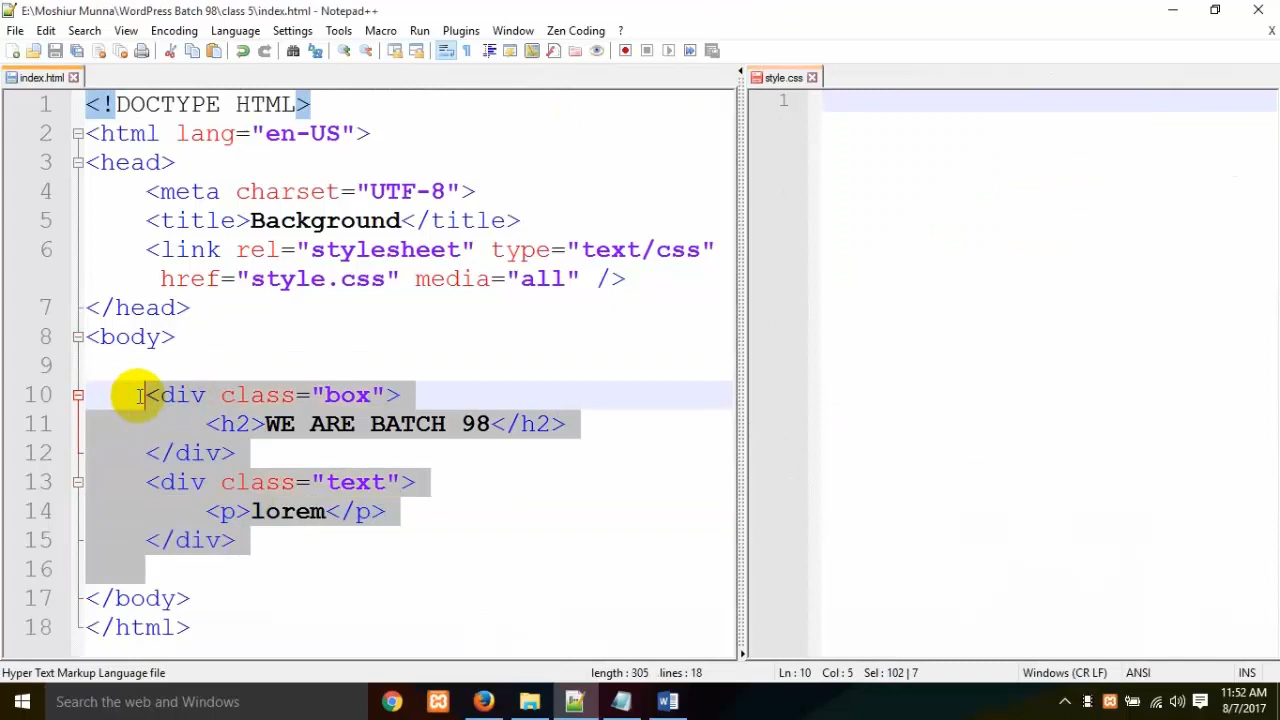 E:\Moshiur Munna\WordPress Batch 98\class 5\index.html - Notepad++
File Edit Search View Encoding Language Settings Tools Macro Run Plugins Window Zen Coding ? X
index.html
style.css
1 <!DOCTYPE HTML>
2 <html lang="en-US">
3 <head>
4 <meta charset="UTF-8">
5 <title>Background</title>
6 <link rel="stylesheet" type="text/css"
href="style.css" media="all" />
7 </head>
8 <body>
9
10 <div class="box">
11 <h2>WE ARE BATCH 98</h2>
12 </div>
13 <div class="text">
14 <p>lorem</p>
15 </div>
16
17 </body>
18 </html>
1
Hyper Text Markup Language file length : 305 lines : 18 Ln : 10 Col : 5 Sel : 102 | 7 Windows (CR LF) ANSI INS
Search the web and Windows
11:52 AM
8/7/2017